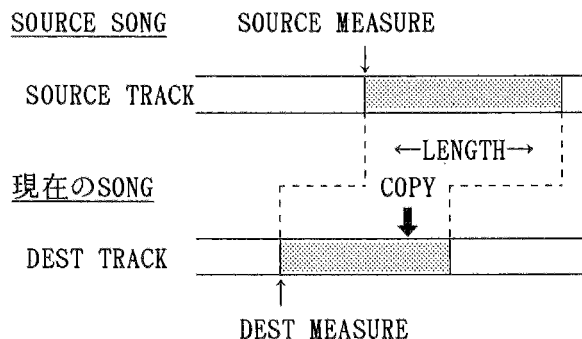 SOURCE SONG
SOURCE MEASURE
SOURCE TRACK
←LENGTH→
現在のSONG
COPY
DEST TRACK
DEST MEASURE